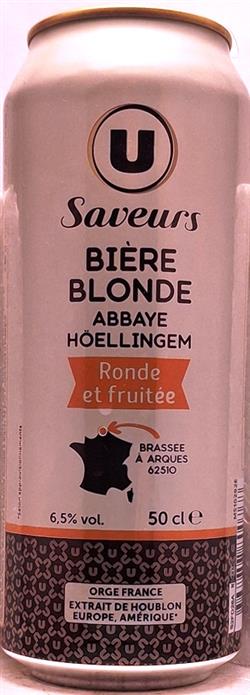 U
Saveurs
BIÈRE
BLONDE
ABBAYE
HÖELLINGEM
Ronde
et fruitée
BRASSÉE
À ARQUES
62510
6,5% vol.
50 cl e
U
ORGE FRANCE
EXTRAIT DE HOUBLON
EUROPE, AMÉRIQUE*